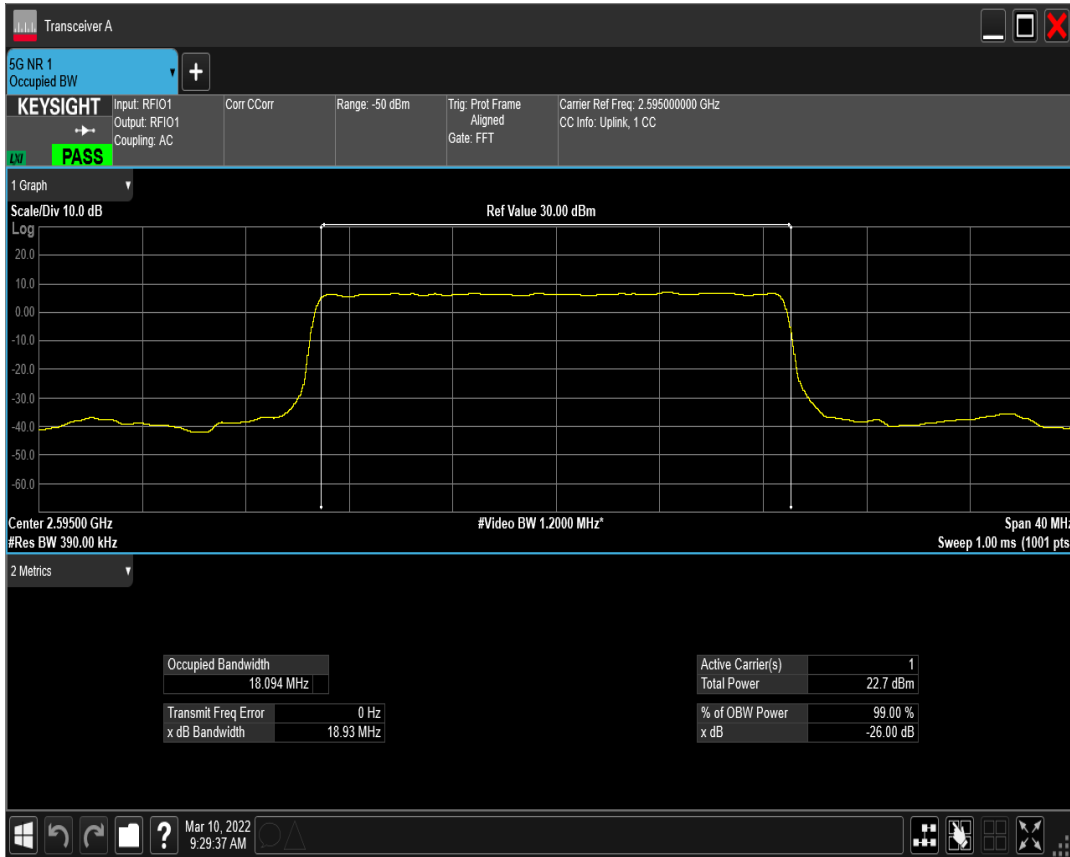 Transceiver A
5G NR 1
Occupied BW
+
KEYSIGHT
LXI
PASS
Input: RFIO1
Output: RFIO1
Coupling: AC
Corr CCorr
Range: -50 dBm
Trig: Prot Frame
Aligned
Gate: FFT
Carrier Ref Freq: 2.595000000 GHz
CC Info: Uplink, 1 CC
1 Graph
Scale/Div 10.0 dB
Ref Value 30.00 dBm
Log
20.0
10.0
0.00
-10.0
-20.0
-30.0
-40.0
-50.0
-60.0
Center 2.59500 GHz
#Video BW 1.2000 MHz*
Span 40 MHz
#Res BW 390.00 kHz
Sweep 1.00 ms (1001 pts
2 Metrics
Occupied Bandwidth
18.094 MHz
Active Carrier(s) 1
Total Power 22.7 dBm
Transmit Freq Error 0 Hz
x dB Bandwidth 18.93 MHz
% of OBW Power 99.00 %
x dB -26.00 dB
?
Mar 10, 2022
9:29:37 AM